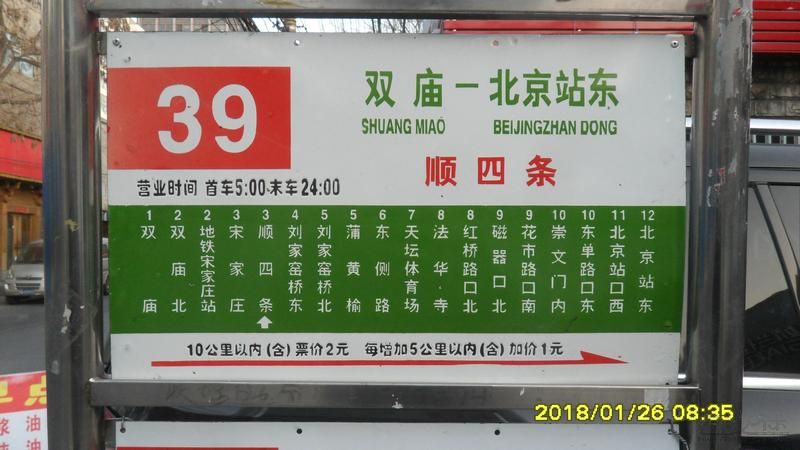 39
双庙—北京站东
SHUANG MIAO BEIJINGZHAN DONG
顺四条
营业时间 首车5:00 末车24:00
1 双庙
2 双庙北
2 地铁宋家庄站
3 宋家庄
3 顺四条
4 刘家窑桥东
5 刘家窑桥北
5 蒲黄榆
6 东侧路
7 天坛体育场
8 法华寺
8 红桥路口北
9 磁器口北
9 花市路口南
10 崇文门内
10 东单路口东
11 北京站口西
12 北京站东
10公里以内(含)票价2元 每增加5公里以内(含)加价1元
早点
浆 油
2018/01/26 08:35